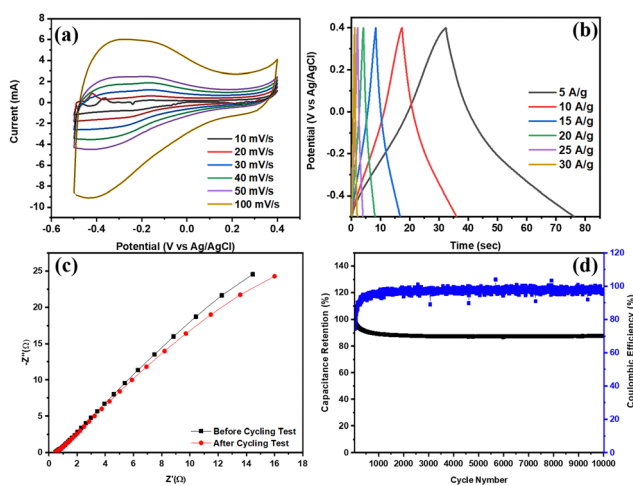 (a)
Current (mA)
6
4
2
0
-2
-4
-6
-8
-10
-0.6 -0.4 -0.2 0.0 0.2 0.4
Potential (V vs Ag/AgCl)
10 mV/s
20 mV/s
30 mV/s
40 mV/s
50 mV/s
100 mV/s
(b)
Potential (V vs Ag/AgCl)
0.4
0.0
-0.4
0 10 20 30 40 50 60 70 80
Time (sec)
5 A/g
10 A/g
15 A/g
20 A/g
25 A/g
30 A/g
(c)
-Z''(Ω)
25
20
15
10
5
0
0 2 4 6 8 10 12 14 16 18
Z'(Ω)
Before Cycling Test
After Cycling Test
(d)
Capacitance Retention (%)
140
120
100
80
60
40
20
0
1000 2000 3000 4000 5000 6000 7000 8000 9000 10000
Cycle Nymber
120
100
80
60
40
20
0
Coulombic Efficiency (%)